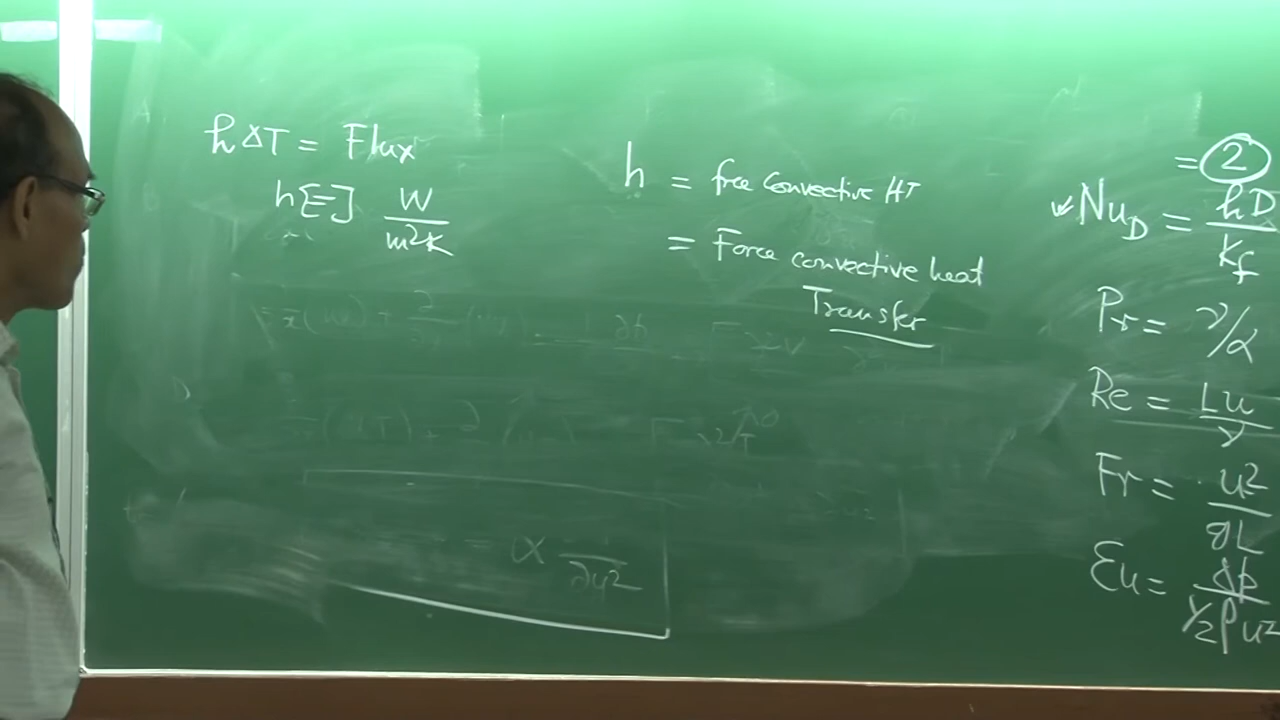 h ΔT = Flux
h [=] W/m²K
h = free convective HT
= Force convective heat
Transfer
= 2
Nu_D = hD/K_f
Pr = ν/α
Re = Lu/ν
Fr = u²/gL
Eu = Δp/½ρu²
α /∂y²